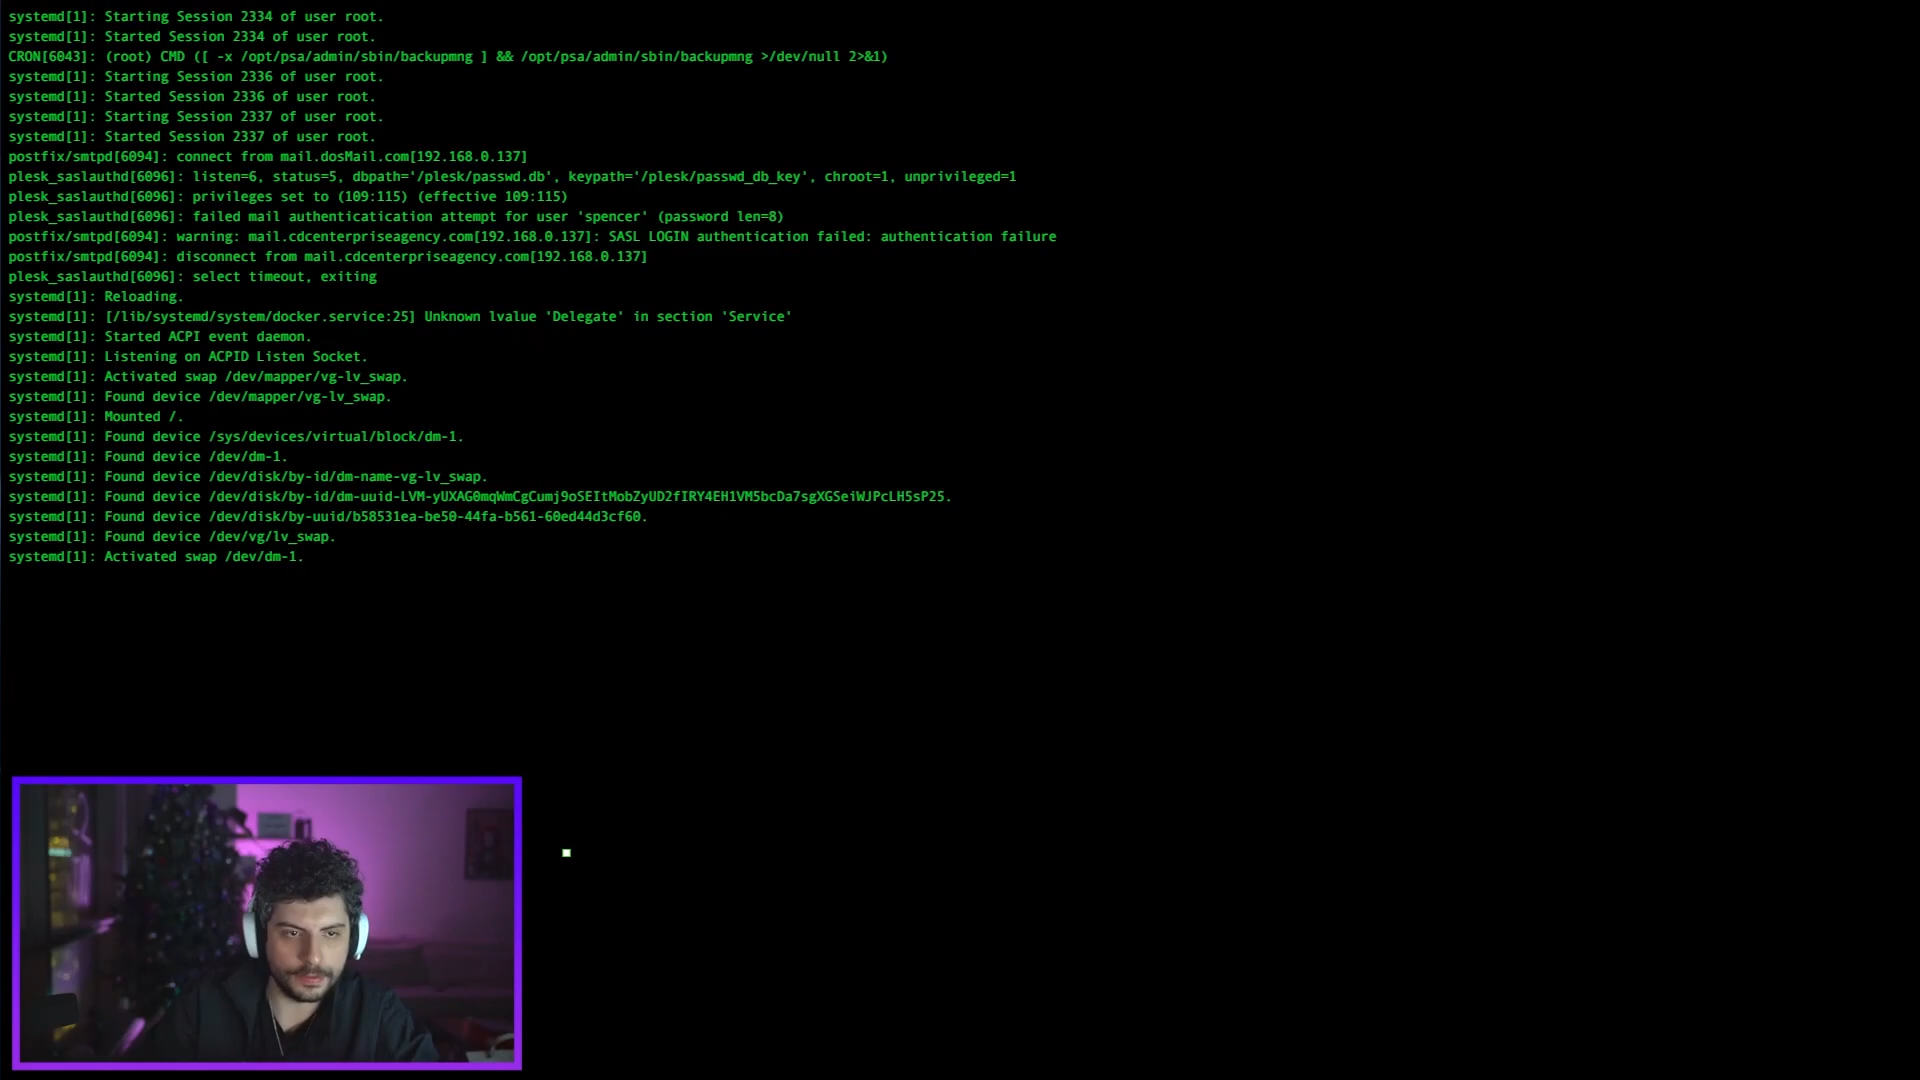 systemd[1]: Starting Session 2334 of user root.
systemd[1]: Started Session 2334 of user root.
CRON[6043]: (root) CMD ([ -x /opt/psa/admin/sbin/backupmng ] && /opt/psa/admin/sbin/backupmng >/dev/null 2>&1)
systemd[1]: Starting Session 2336 of user root.
systemd[1]: Started Session 2336 of user root.
systemd[1]: Starting Session 2337 of user root.
systemd[1]: Started Session 2337 of user root.
postfix/smtpd[6094]: connect from mail.dosMail.com[192.168.0.137]
plesk_saslauthd[6096]: listen=6, status=5, dbpath='/plesk/passwd.db', keypath='/plesk/passwd_db_key', chroot=1, unprivileged=1
plesk_saslauthd[6096]: privileges set to (109:115) (effective 109:115)
plesk_saslauthd[6096]: failed mail authenticatication attempt for user 'spencer' (password len=8)
postfix/smtpd[6094]: warning: mail.cdcenterpriseagency.com[192.168.0.137]: SASL LOGIN authentication failed: authentication failure
postfix/smtpd[6094]: disconnect from mail.cdcenterpriseagency.com[192.168.0.137]
plesk_saslauthd[6096]: select timeout, exiting
systemd[1]: Reloading.
systemd[1]: [/lib/systemd/system/docker.service:25] Unknown lvalue 'Delegate' in section 'Service'
systemd[1]: Started ACPI event daemon.
systemd[1]: Listening on ACPID Listen Socket.
systemd[1]: Activated swap /dev/mapper/vg-lv_swap.
systemd[1]: Found device /dev/mapper/vg-lv_swap.
systemd[1]: Mounted /.
systemd[1]: Found device /sys/devices/virtual/block/dm-1.
systemd[1]: Found device /dev/dm-1.
systemd[1]: Found device /dev/disk/by-id/dm-name-vg-lv_swap.
systemd[1]: Found device /dev/disk/by-id/dm-uuid-LVM-yUXAG0mqWmCgCumj9oSEItMobZyUD2fIRY4EH1VM5bcDa7sgXGSeiWJPcLH5sP25.
systemd[1]: Found device /dev/disk/by-uuid/b58531ea-be50-44fa-b561-60ed44d3cf60.
systemd[1]: Found device /dev/vg/lv_swap.
systemd[1]: Activated swap /dev/dm-1.